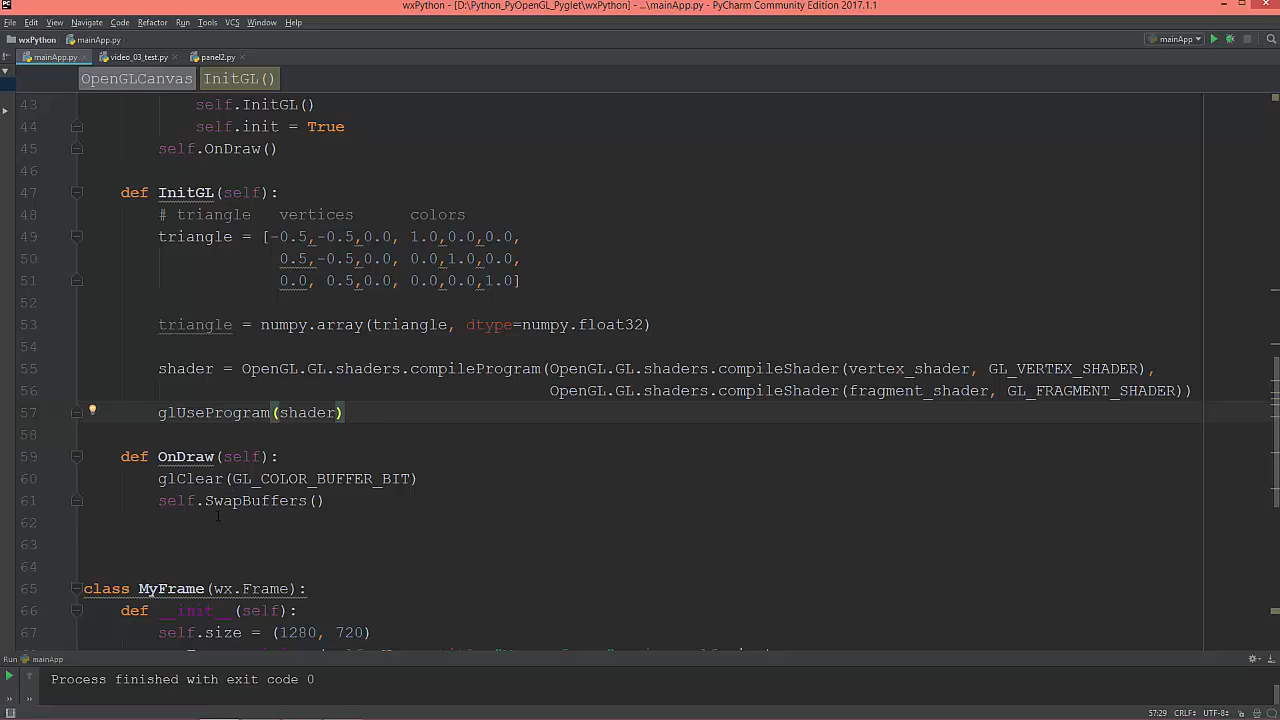 wxPython - [D:\Python_PyOpenGL_Pyglet\wxPython] - ...\mainApp.py - PyCharm Community Edition 2017.1.1
File Edit View Navigate Code Refactor Run Tools VCS Window Help
wxPython mainApp.py mainApp
mainApp.py video_03_test.py panel2.py
OpenGLCanvas InitGL()
43 self.InitGL()
44 self.init = True
45 self.OnDraw()
46
47 def InitGL(self):
48 # triangle vertices colors
49 triangle = [-0.5,-0.5,0.0, 1.0,0.0,0.0,
50 0.5,-0.5,0.0, 0.0,1.0,0.0,
51 0.0, 0.5,0.0, 0.0,0.0,1.0]
52
53 triangle = numpy.array(triangle, dtype=numpy.float32)
54
55 shader = OpenGL.GL.shaders.compileProgram(OpenGL.GL.shaders.compileShader(vertex_shader, GL_VERTEX_SHADER),
56 OpenGL.GL.shaders.compileShader(fragment_shader, GL_FRAGMENT_SHADER))
57 glUseProgram(shader)
58
59 def OnDraw(self):
60 glClear(GL_COLOR_BUFFER_BIT)
61 self.SwapBuffers()
62
63
64
65 class MyFrame(wx.Frame):
66 def __init__(self):
67 self.size = (1280, 720)
Run mainApp
Process finished with exit code 0
57:29 CRLF÷ UTF-8÷